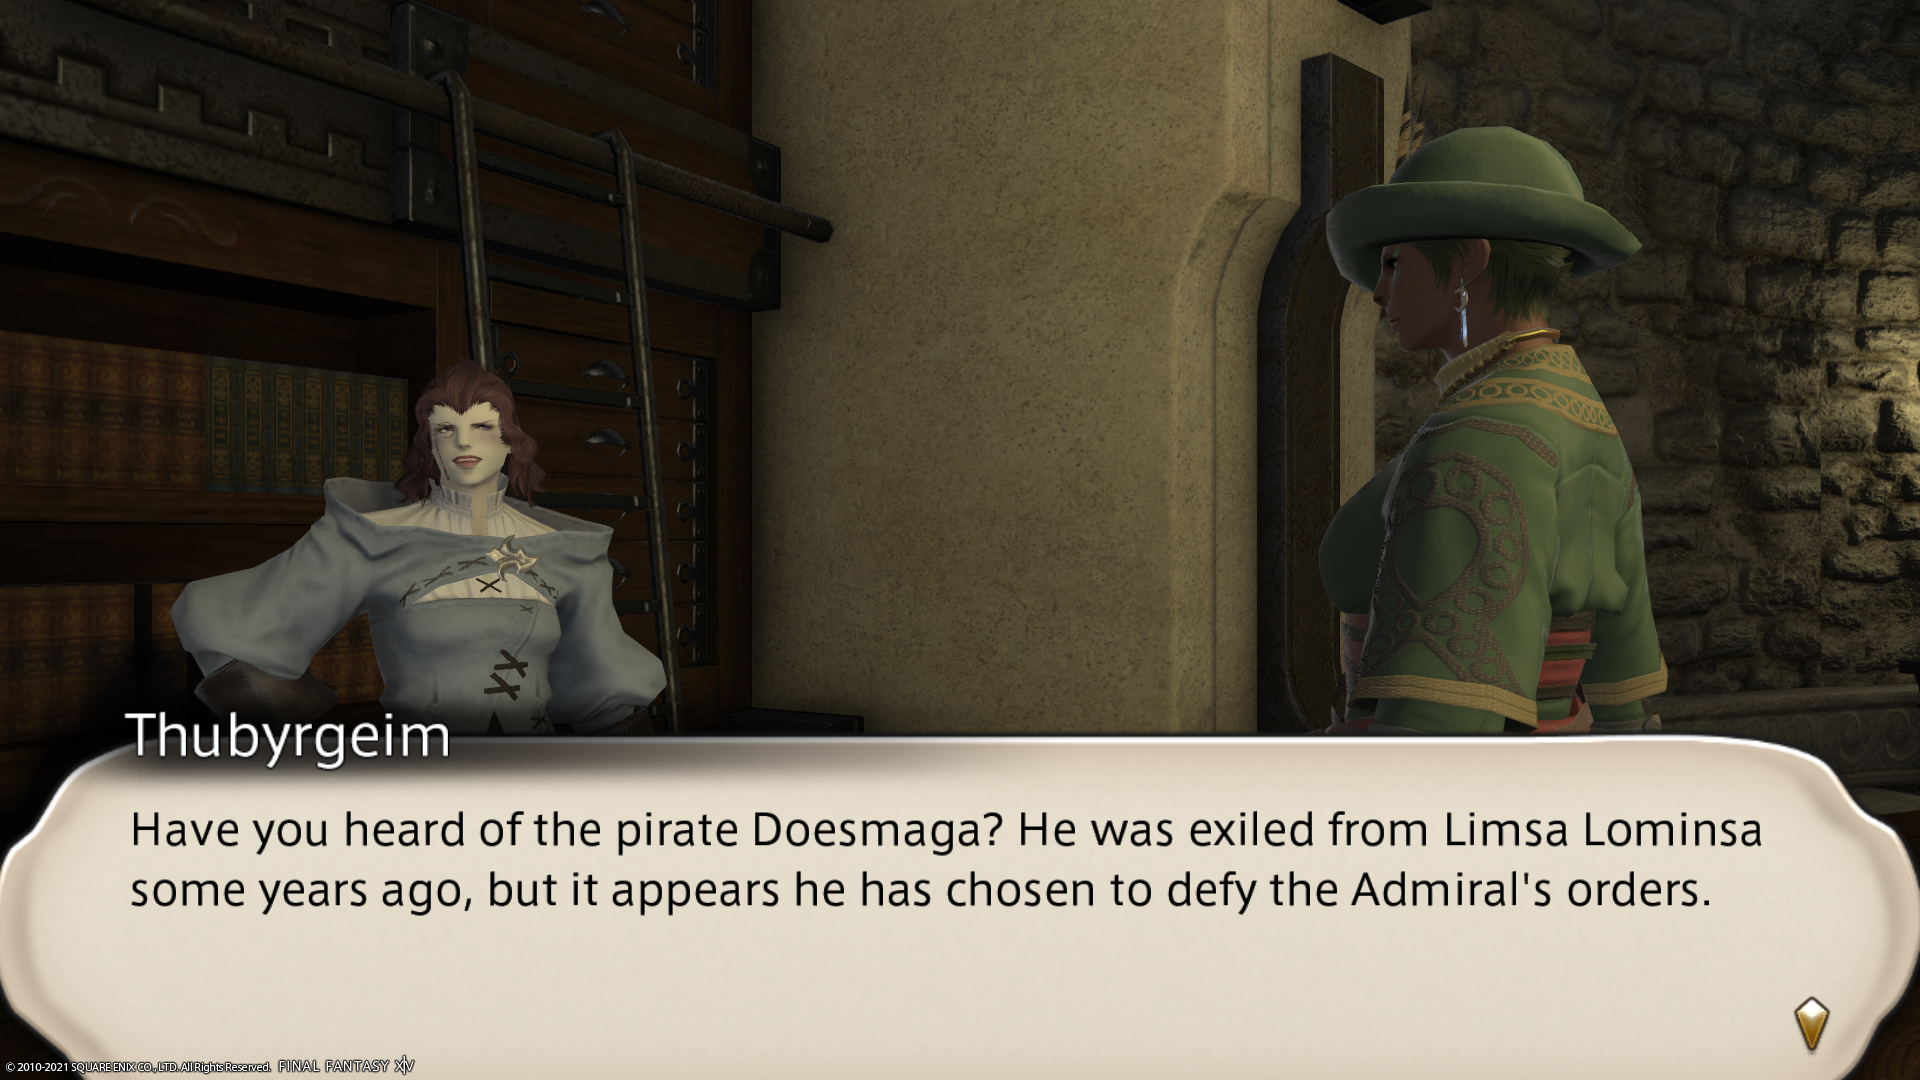 Thubyrgeim
Have you heard of the pirate Doesmaga? He was exiled from Limsa Lominsa
some years ago, but it appears he has chosen to defy the Admiral's orders.
© 2010-2021 SQUARE ENIX CO., LTD. All Rights Reserved. FINAL FANTASY XIV